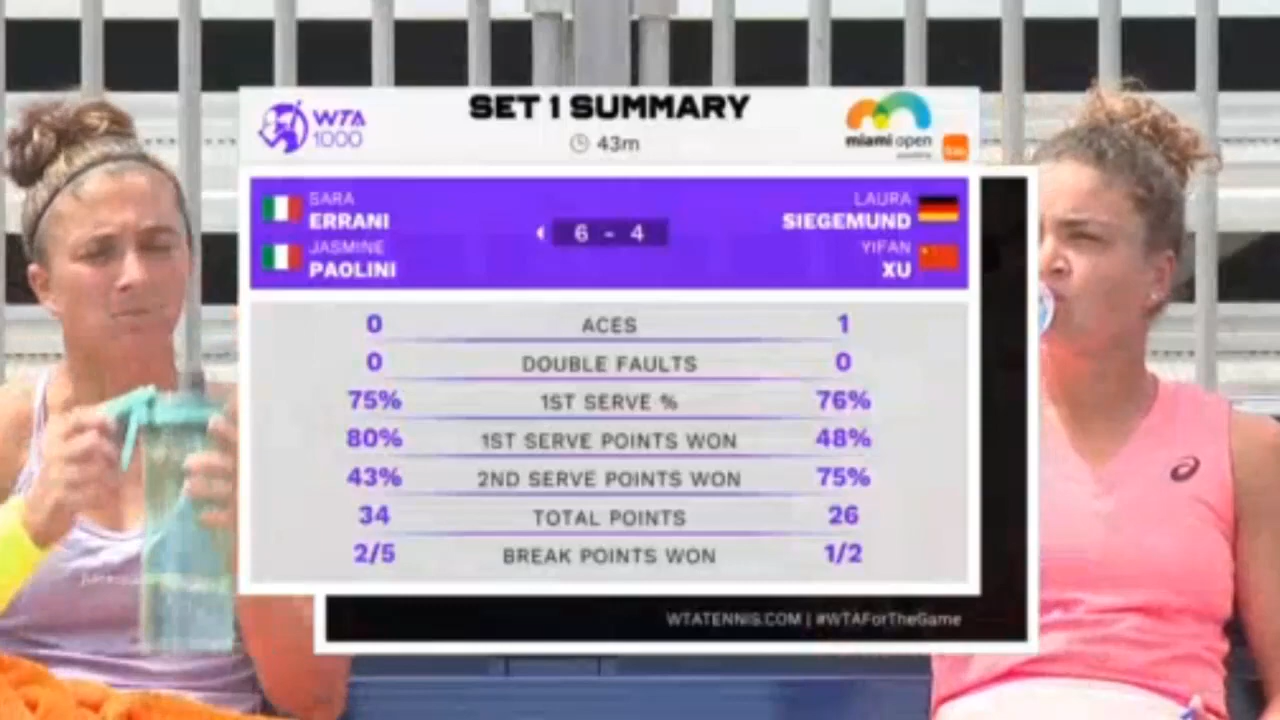 WTA
1000
SET 1 SUMMARY
43m
miami open
SARA
ERRANI
JASMINE
PAOLINI
6 - 4
LAURA
SIEGEMUND
YIFAN
XU
0 ACES 1
0 DOUBLE FAULTS 0
75% 1ST SERVE % 76%
80% 1ST SERVE POINTS WON 48%
43% 2ND SERVE POINTS WON 75%
34 TOTAL POINTS 26
2/5 BREAK POINTS WON 1/2
WTATENNIS.COM | #WTAForTheGame